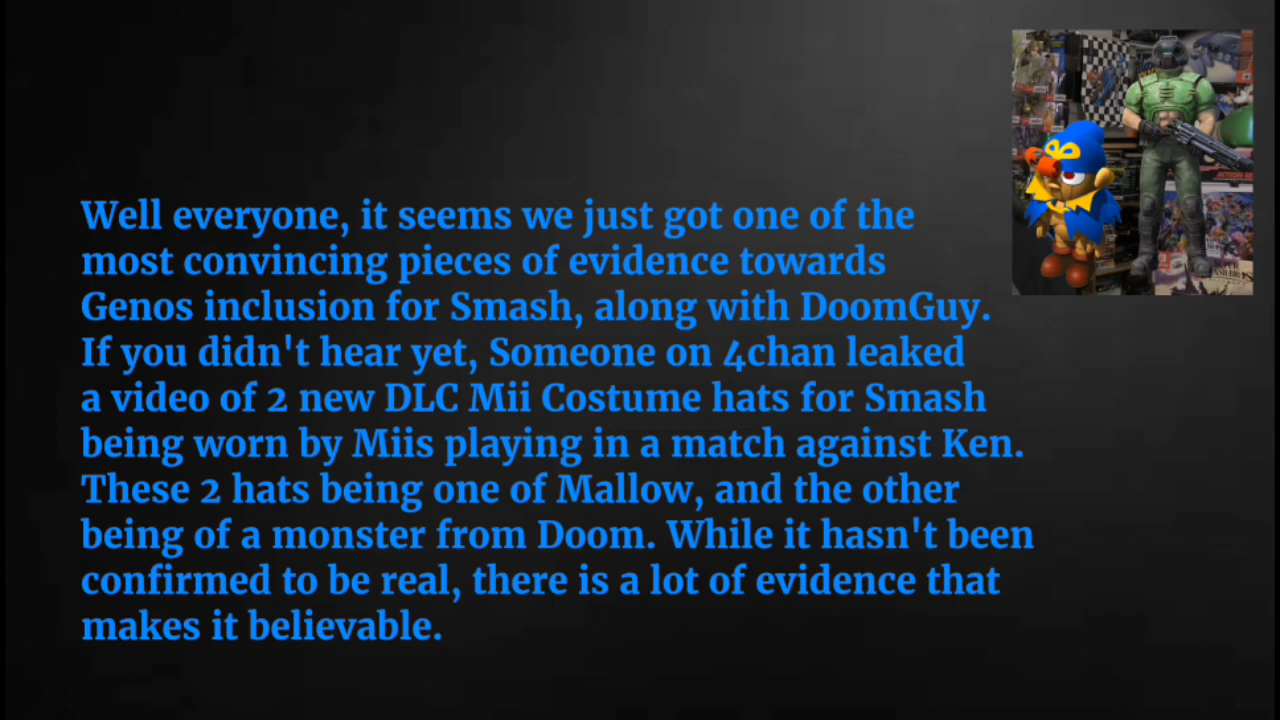 Well everyone, it seems we just got one of the
most convincing pieces of evidence towards
Genos inclusion for Smash, along with DoomGuy.
If you didn't hear yet, Someone on 4chan leaked
a video of 2 new DLC Mii Costume hats for Smash
being worn by Miis playing in a match against Ken.
These 2 hats being one of Mallow, and the other
being of a monster from Doom. While it hasn't been
confirmed to be real, there is a lot of evidence that
makes it believable.